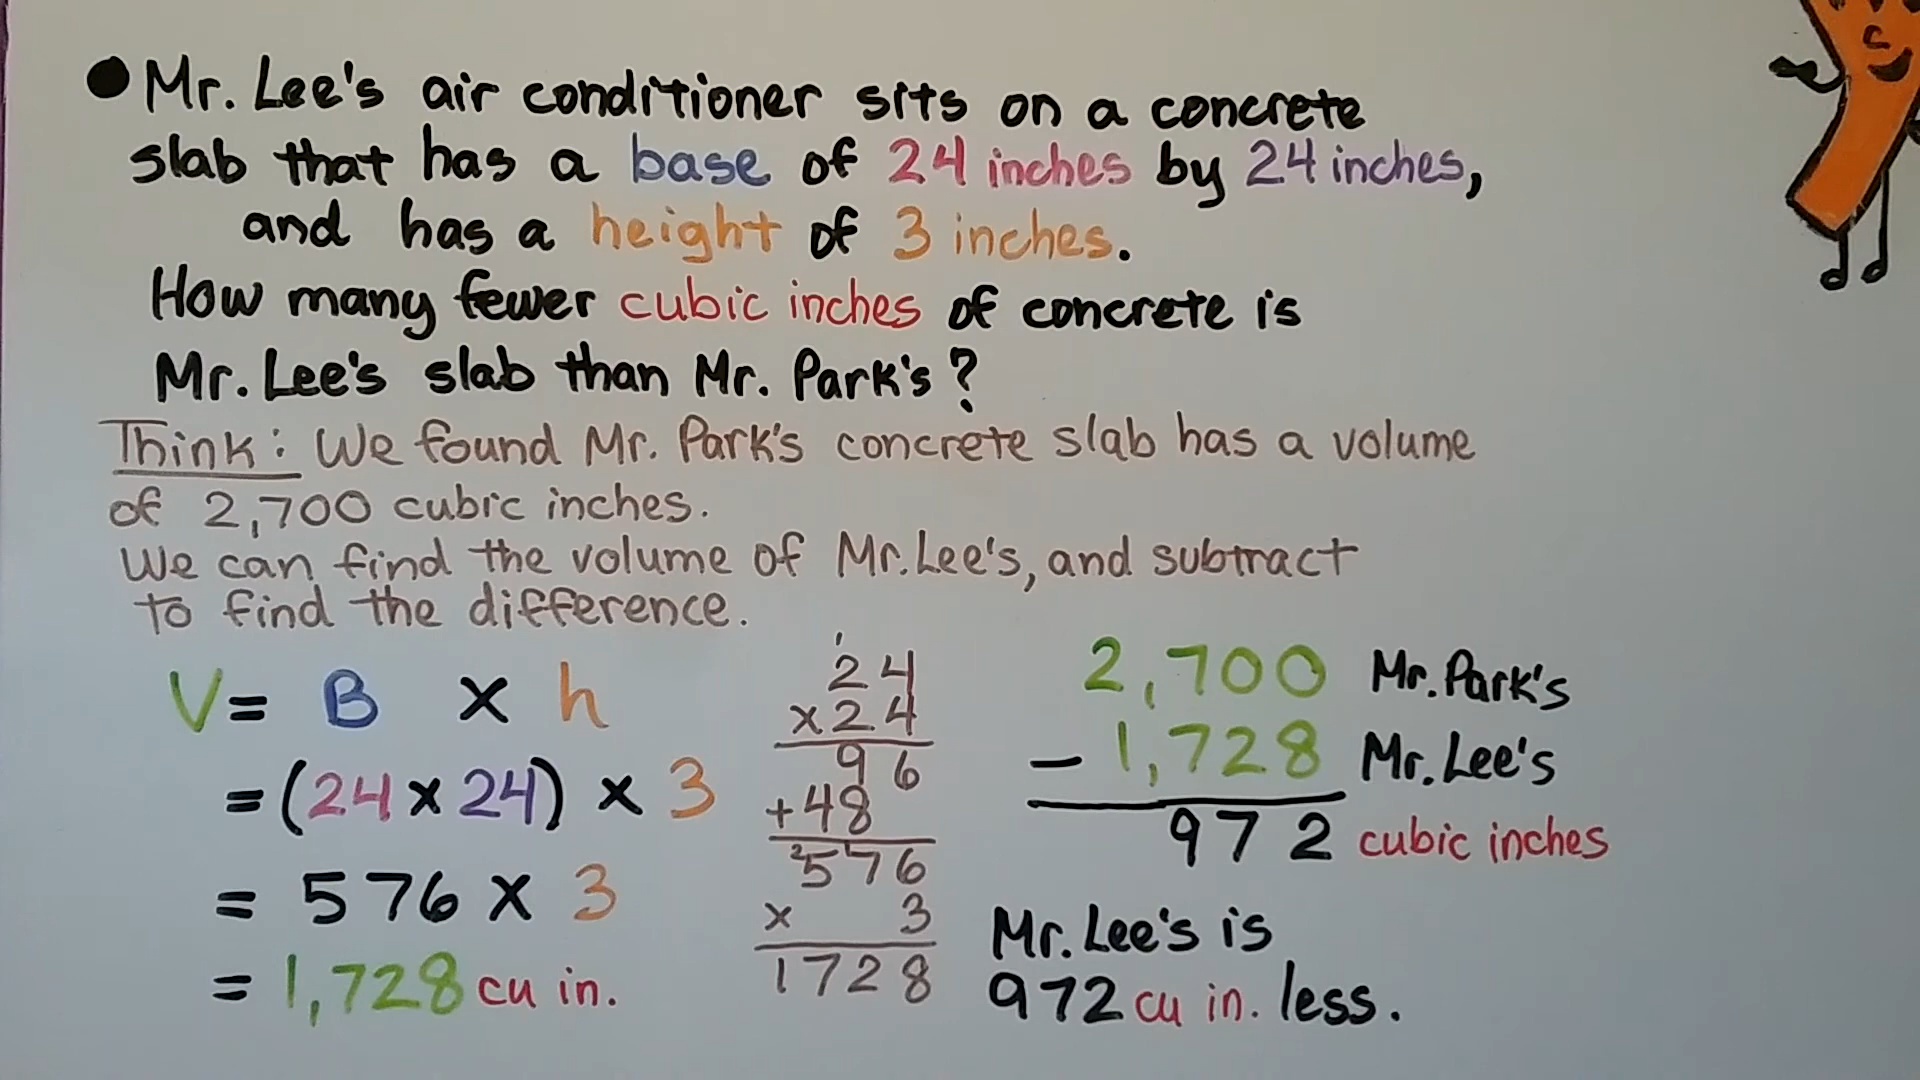 ● Mr. Lee's air conditioner sits on a concrete
slab that has a base of 24 inches by 24 inches,
and has a height of 3 inches.
How many fewer cubic inches of concrete is
Mr. Lee's slab than Mr. Park's?
Think: We found Mr. Park's concrete slab has a volume
of 2,700 cubic inches.
We can find the volume of Mr. Lee's, and subtract
to find the difference.
V = B × h
= (24 × 24) × 3
= 576 × 3
= 1,728 cu in.
1
24
×24
96
+48
2 1
576
× 3
1728
2,700 Mr. Park's
- 1,728 Mr. Lee's
972 cubic inches
Mr. Lee's is
972 cu in. less.